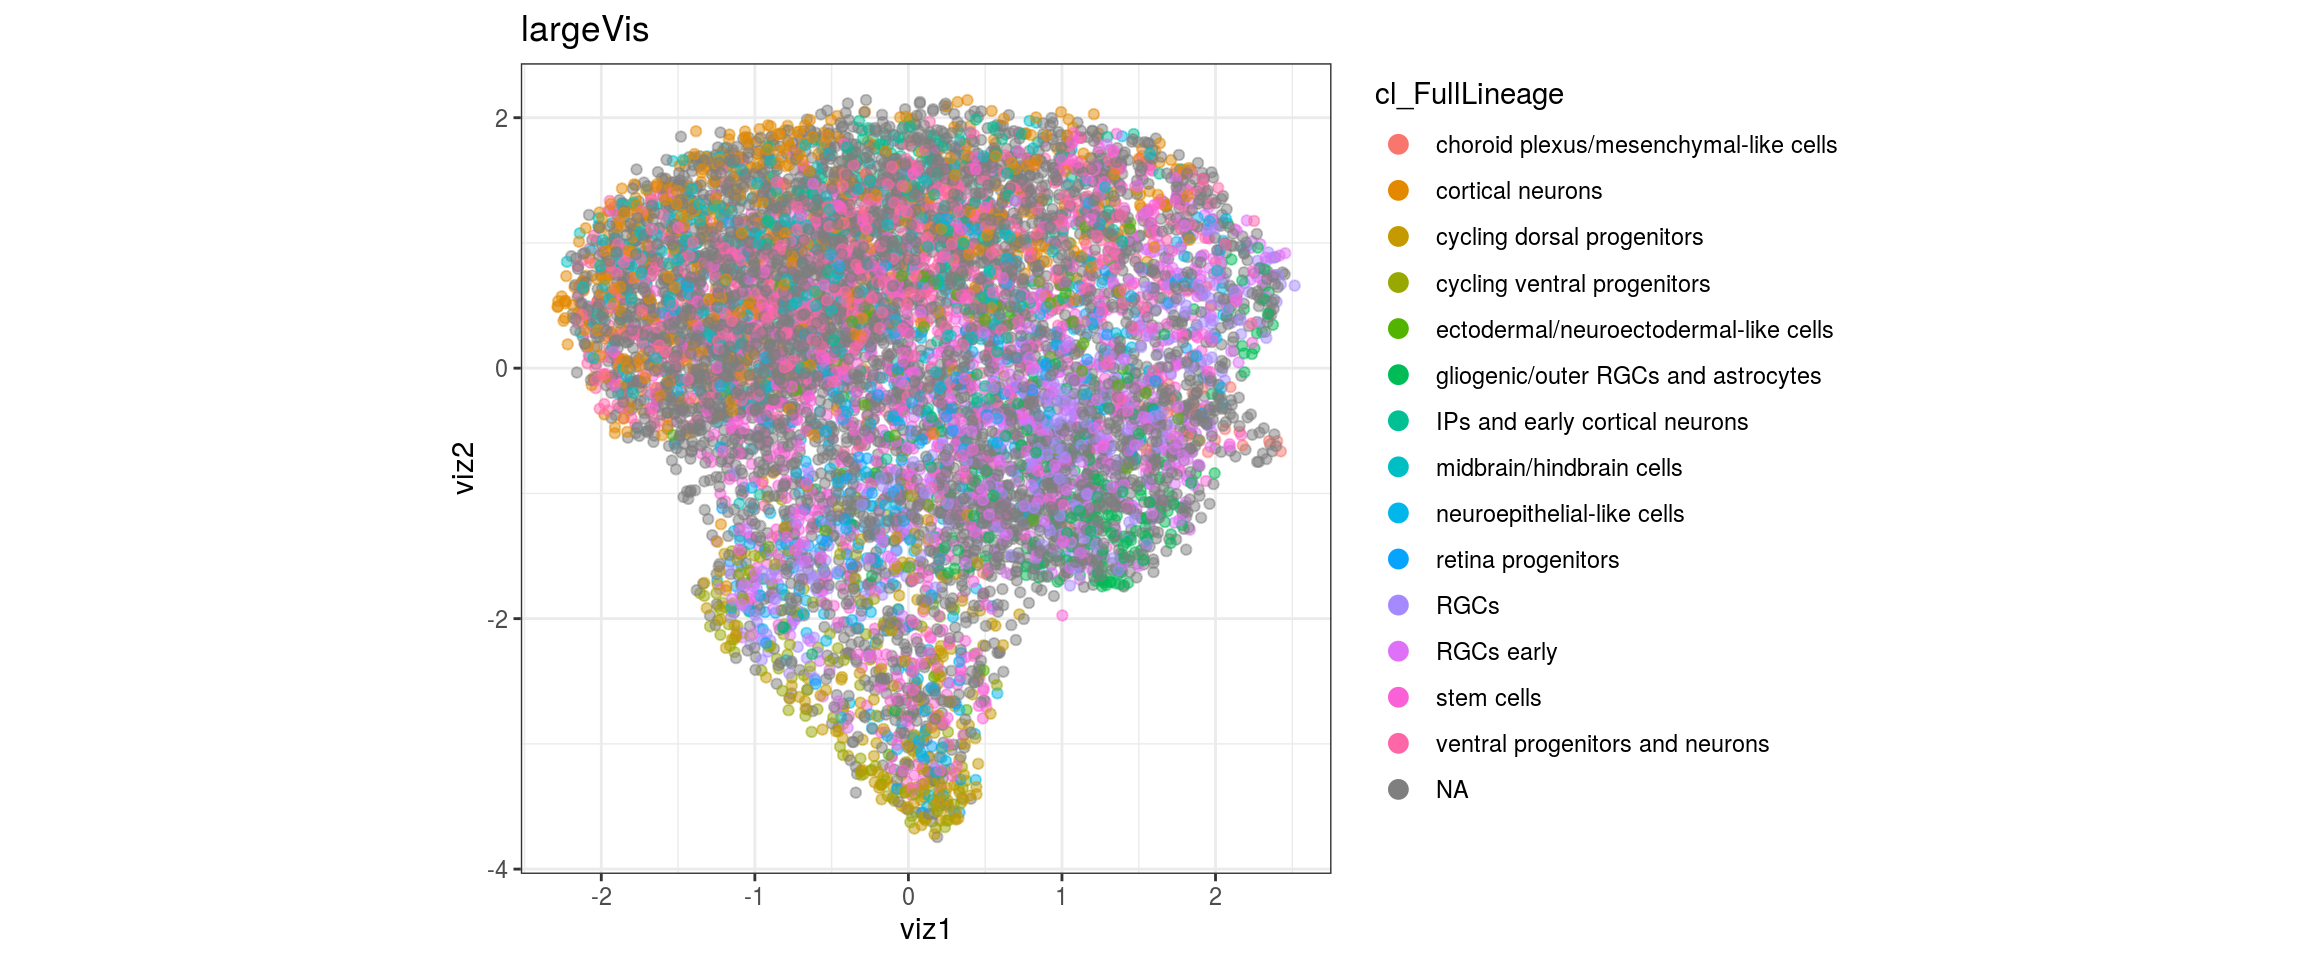 largeVis
cl_FullLineage
choroid plexus/mesenchymal-like cells
cortical neurons
cycling dorsal progenitors
cycling ventral progenitors
ectodermal/neuroectodermal-like cells
gliogenic/outer RGCs and astrocytes
IPs and early cortical neurons
midbrain/hindbrain cells
neuroepithelial-like cells
retina progenitors
RGCs
RGCs early
stem cells
ventral progenitors and neurons
NA
viz2
2
0
-2
-4
-2 -1 0 1 2
viz1